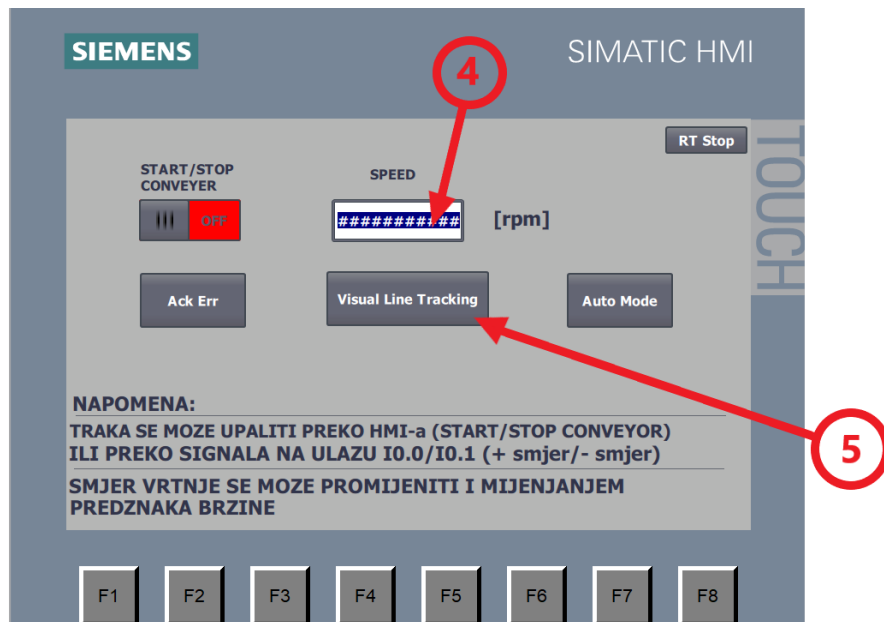 SIEMENS
SIMATIC HMI
4
TOUCH
RT Stop
START/STOP
CONVEYER
SPEED
OFF
###########
[rpm]
Ack Err
Visual Line Tracking
Auto Mode
5
NAPOMENA:
TRAKA SE MOZE UPALITI PREKO HMI-a (START/STOP CONVEYOR)
ILI PREKO SIGNALA NA ULAZU I0.0/I0.1 (+ smjer/- smjer)
SMJER VRTNJE SE MOZE PROMIJENITI I MIJENJANJEM
PREDZNAKA BRZINE
F1 F2 F3 F4 F5 F6 F7 F8